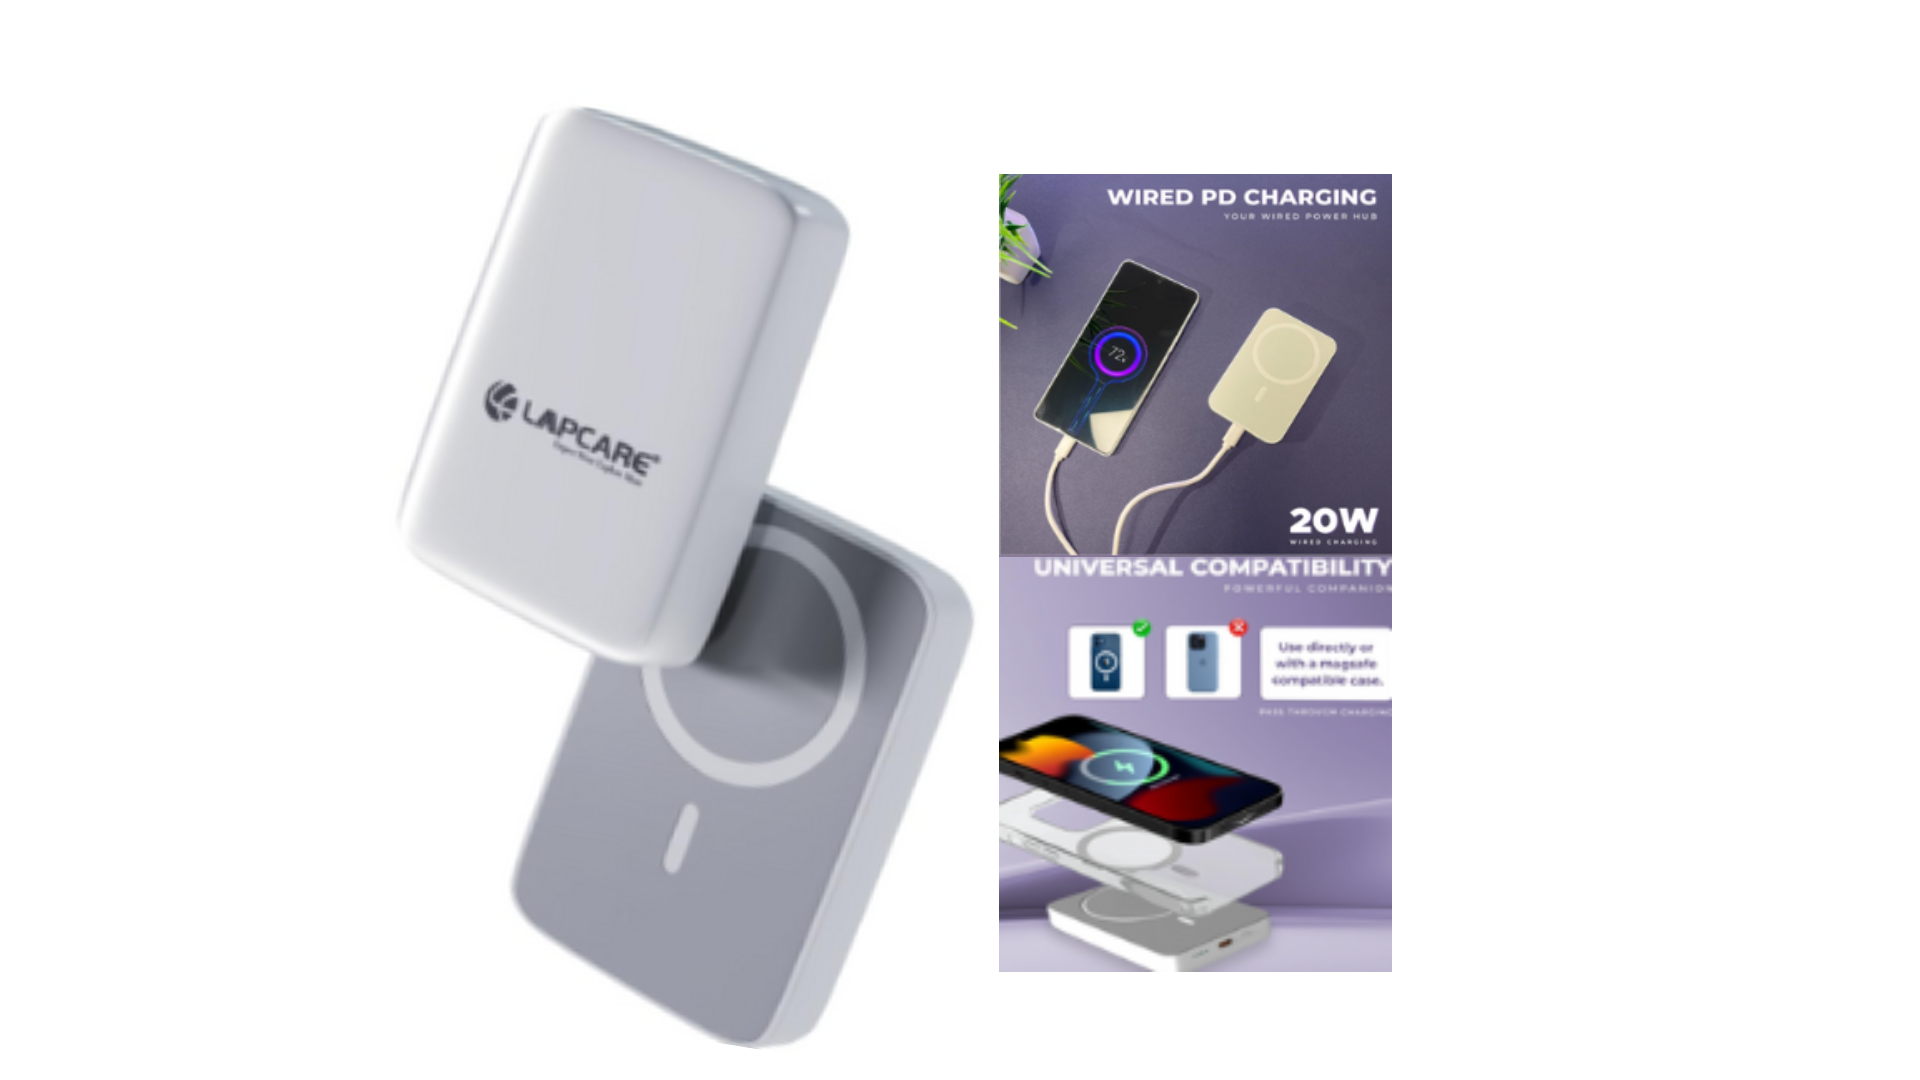 LAPCARE
WIRED PD CHARGING
YOUR WIRED POWER HUB
72%
20W
WIRED CHARGING
UNIVERSAL COMPATIBILITY
POWERFUL COMPANION
Use directly or
with a magsafe
compatible case.
PASS THROUGH CHARGING